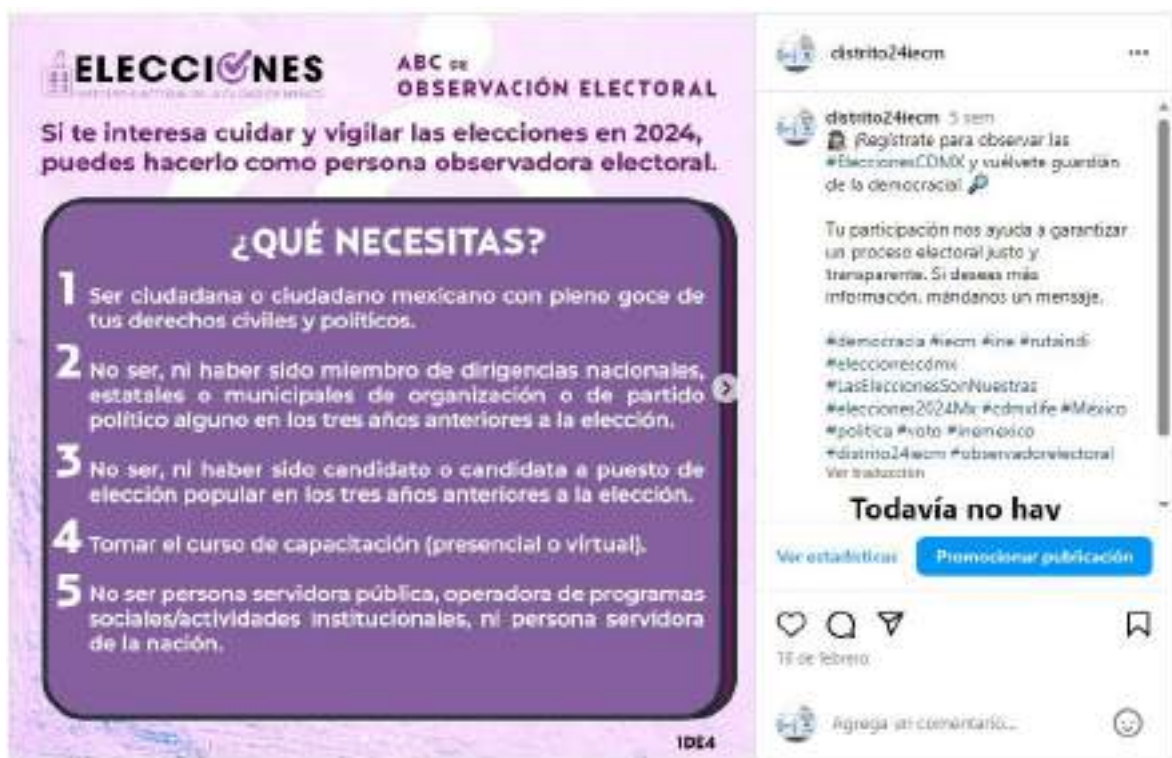 ELECCIONES
ABC DE
OBSERVACIÓN ELECTORAL
Si te interesa cuidar y vigilar las elecciones en 2024,
puedes hacerlo como persona observadora electoral.
¿QUÉ NECESITAS?
1 Ser ciudadana o ciudadano mexicano con pleno goce de
tus derechos civiles y políticos.
2 No ser, ni haber sido miembro de dirigencias nacionales,
estatales o municipales de organización o de partido
político alguno en los tres años anteriores a la elección.
3 No ser, ni haber sido candidato o candidata a puesto de
elección popular en los tres años anteriores a la elección.
4 Tomar el curso de capacitación (presencial o virtual).
5 No ser persona servidora pública, operadora de programas
sociales/actividades institucionales, ni persona servidora
de la nación.
1DE4
distrito24iecm
distrito24iecm 5 sem
¡Regístrate para observar las
#EleccionesCDMX y vuélvete guardián
de la democracia!
Tu participación nos ayuda a garantizar
un proceso electoral justo y
transparente. Si deseas más
información, mándanos un mensaje.
#democracia #iecm #ine #rutaindi
#eleccionescdmx
#LasEleccionesSonNuestras
#elecciones2024Mx #cdmxlife #México
#política #voto #inemexico
#distrito24iecm #observadorelectoral
Ver traducción
Todavía no hay
Ver estadísticas
Promocionar publicación
de febrero
Agrega un comentario...